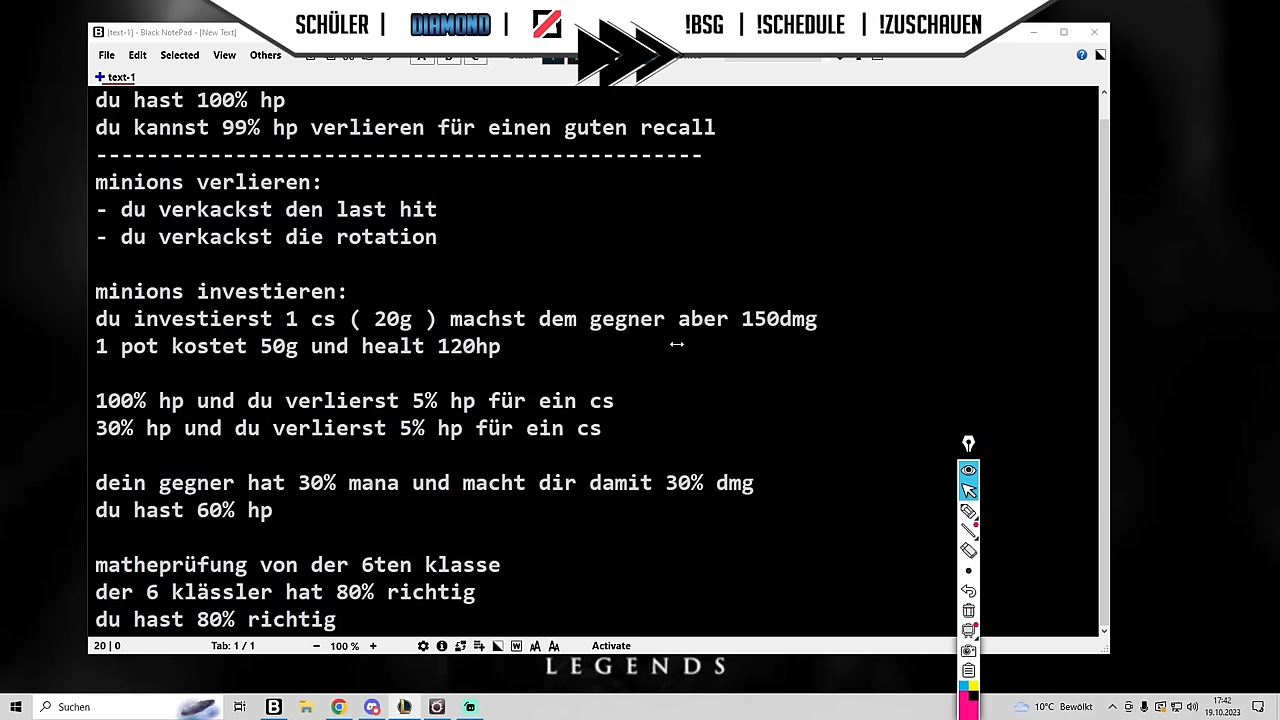 SCHÜLER | DIAMOND | !BSG | !SCHEDULE | !ZUSCHAUEN
[text-1] - Black NotePad - [New Text]
File Edit Selected View Others
text-1
du hast 100% hp
du kannst 99% hp verlieren für einen guten recall
------------------------------------------------
minions verlieren:
- du verkackst den last hit
- du verkackst die rotation
minions investieren:
du investierst 1 cs ( 20g ) machst dem gegner aber 150dmg
1 pot kostet 50g und healt 120hp
100% hp und du verlierst 5% hp für ein cs
30% hp und du verlierst 5% hp für ein cs
dein gegner hat 30% mana und macht dir damit 30% dmg
du hast 60% hp
matheprüfung von der 6ten klasse
der 6 klässler hat 80% richtig
du hast 80% richtig
20 | 0 Tab: 1 / 1 − 100 % + Activate
LEGENDS
Suchen 10°C Bewölkt 17:42
19.10.2023